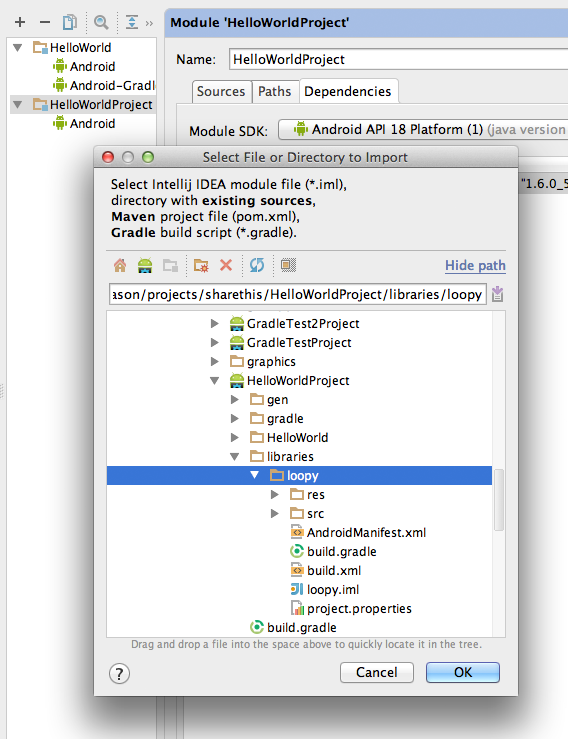 Module 'HelloWorldProject'
HelloWorld
Android
Android-Gradl
HelloWorldProject
Android
Name: HelloWorldProject
Sources Paths Dependencies
Module SDK: Android API 18 Platform (1) (java version
"1.6.0_5
Select File or Directory to Import
Select Intellij IDEA module file (*.iml),
directory with existing sources,
Maven project file (pom.xml),
Gradle build script (*.gradle).
Hide path
ason/projects/sharethis/HelloWorldProject/libraries/loopy
GradleTest2Project
GradleTestProject
graphics
HelloWorldProject
gen
gradle
HelloWorld
libraries
loopy
res
src
AndroidManifest.xml
build.gradle
build.xml
loopy.iml
project.properties
build.gradle
Drag and drop a file into the space above to quickly locate it in the tree.
? Cancel OK